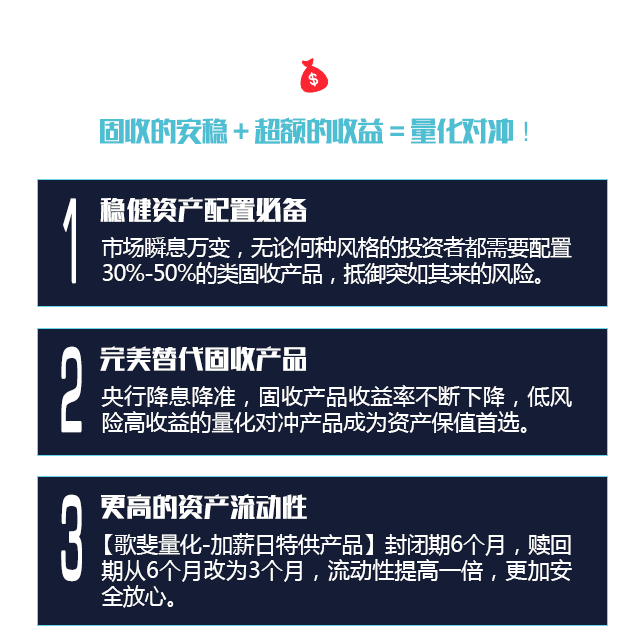 $
固收的安稳+超额的收益=量化对冲！
1
稳健资产配置必备
市场瞬息万变，无论何种风格的投资者都需要配置
30%-50%的类固收产品，抵御突如其来的风险。
2
完美替代固收产品
央行降息降准，固收产品收益率不断下降，低风
险高收益的量化对冲产品成为资产保值首选。
3
更高的资产流动性
【歌斐量化-加薪日特供产品】封闭期6个月，赎回
期从6个月改为3个月，流动性提高一倍，更加安
全放心。